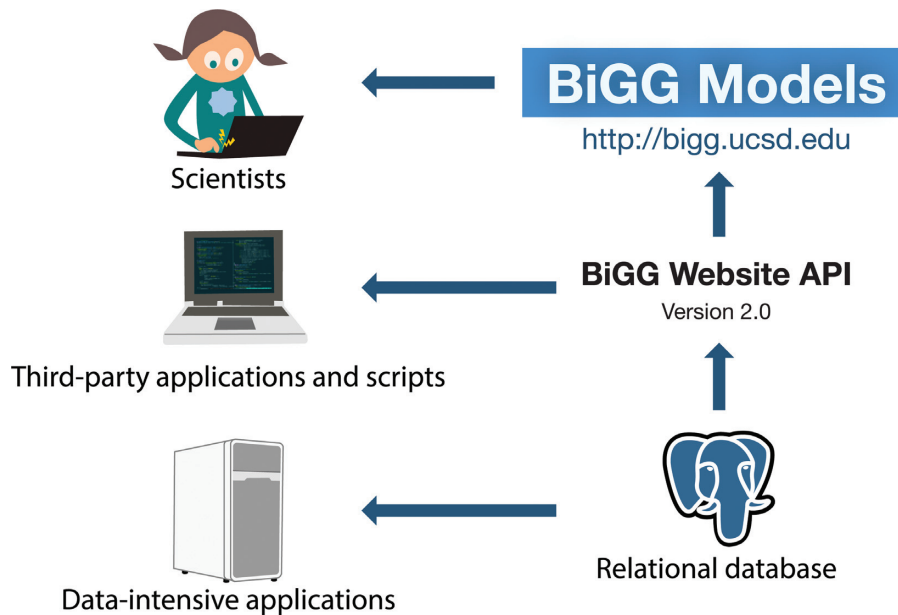 BiGG Models
http://bigg.ucsd.edu
Scientists
BiGG Website API
Version 2.0
Third-party applications and scripts
Relational database
Data-intensive applications